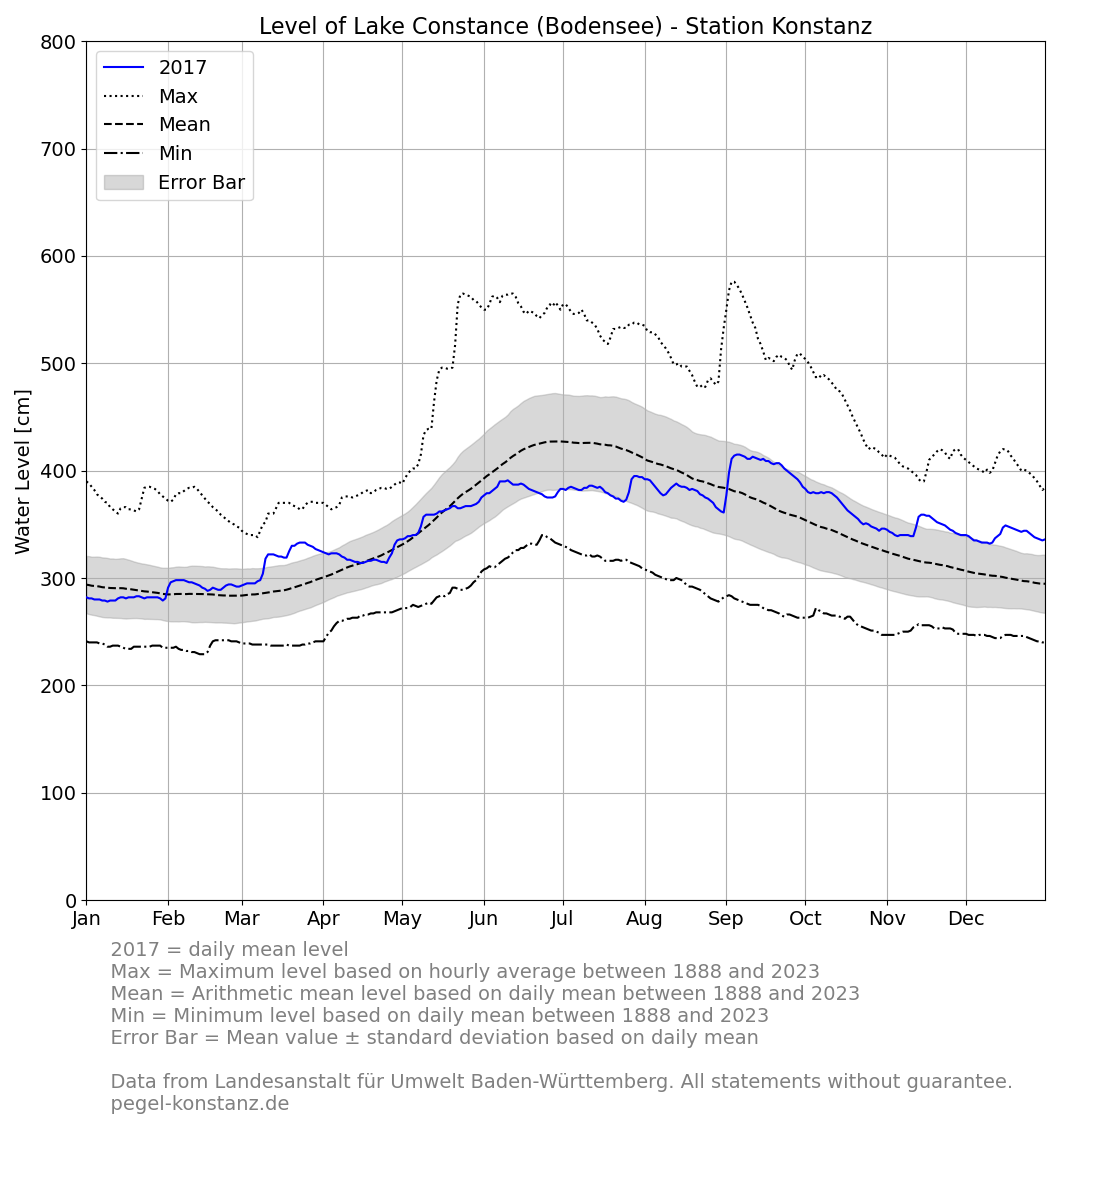 Level of Lake Constance (Bodensee) - Station Konstanz
800
700
600
500
400
300
200
100
0
Water Level [cm]
2017
Max
Mean
Min
Error Bar
Jan Feb Mar Apr May Jun Jul Aug Sep Oct Nov Dec
2017 = daily mean level
Max = Maximum level based on hourly average between 1888 and 2023
Mean = Arithmetic mean level based on daily mean between 1888 and 2023
Min = Minimum level based on daily mean between 1888 and 2023
Error Bar = Mean value ± standard deviation based on daily mean
Data from Landesanstalt für Umwelt Baden-Württemberg. All statements without guarantee.
pegel-konstanz.de